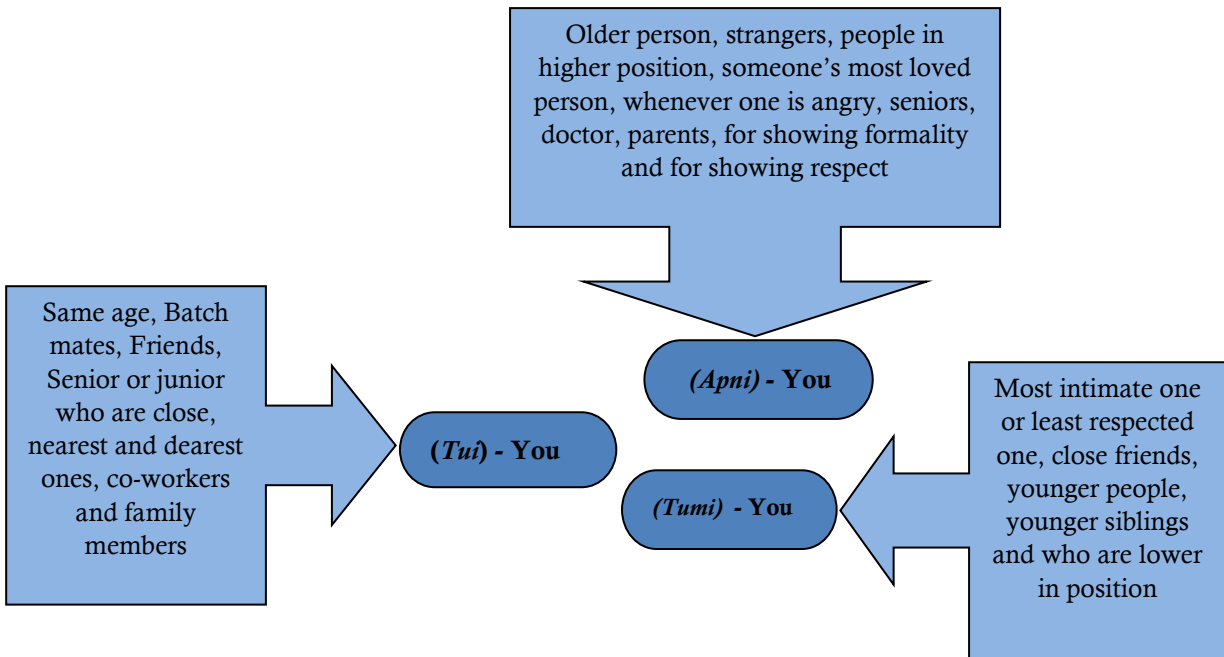 Older person, strangers, people in
higher position, someone’s most loved
person, whenever one is angry, seniors,
doctor, parents, for showing formality
and for showing respect
Same age, Batch
mates, Friends,
Senior or junior
who are close,
nearest and dearest
ones, co-workers
and family
members
(Apni) - You
(Tui) - You
(Tumi) - You
Most intimate one
or least respected
one, close friends,
younger people,
younger siblings
and who are lower
in position